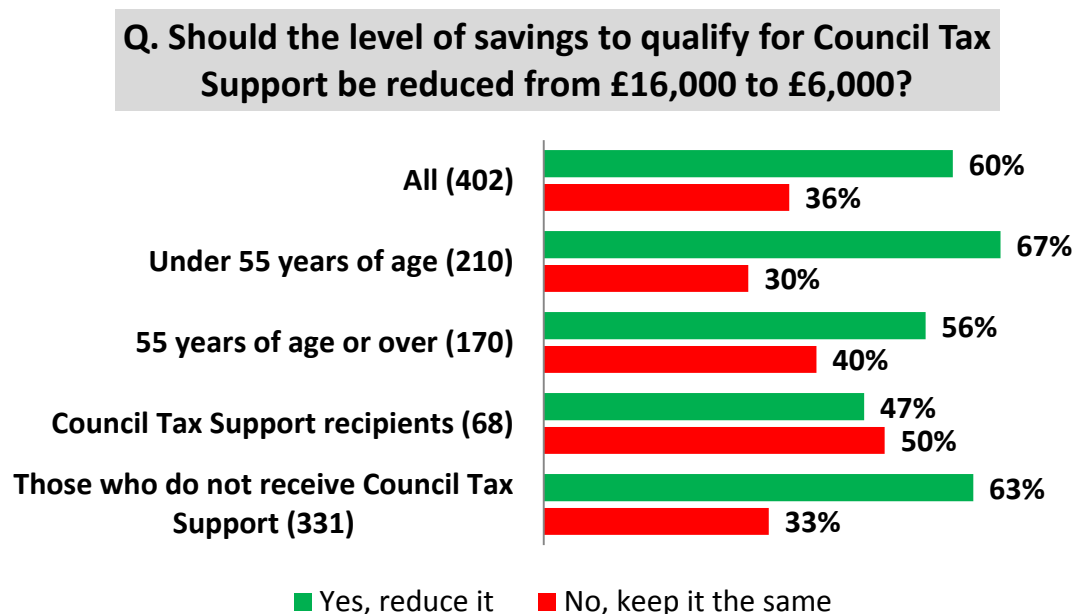 Q. Should the level of savings to qualify for Council Tax
Support be reduced from £16,000 to £6,000?
All (402)
60%
36%
Under 55 years of age (210)
67%
30%
55 years of age or over (170)
56%
40%
Council Tax Support recipients (68)
47%
50%
Those who do not receive Council Tax
Support (331)
63%
33%
Yes, reduce it
No, keep it the same